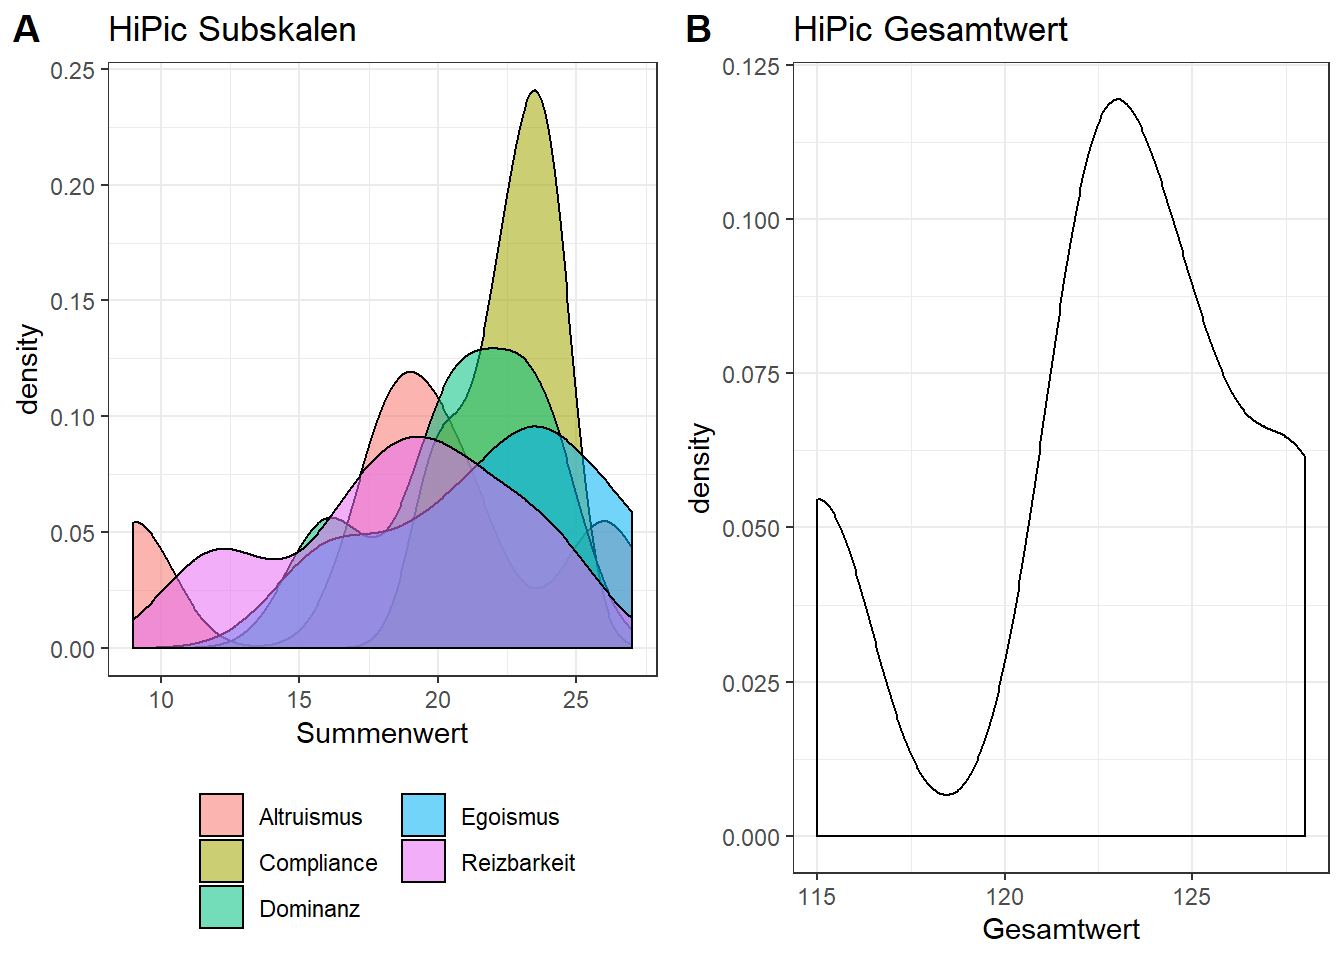 A
HiPic Subskalen
0.25
0.20
0.15
0.10
0.05
0.00
density
10 15 20 25
Summenwert
Altruismus
Compliance
Dominanz
Egoismus
Reizbarkeit
B
HiPic Gesamtwert
0.125
0.100
0.075
0.050
0.025
0.000
density
115 120 125
Gesamtwert